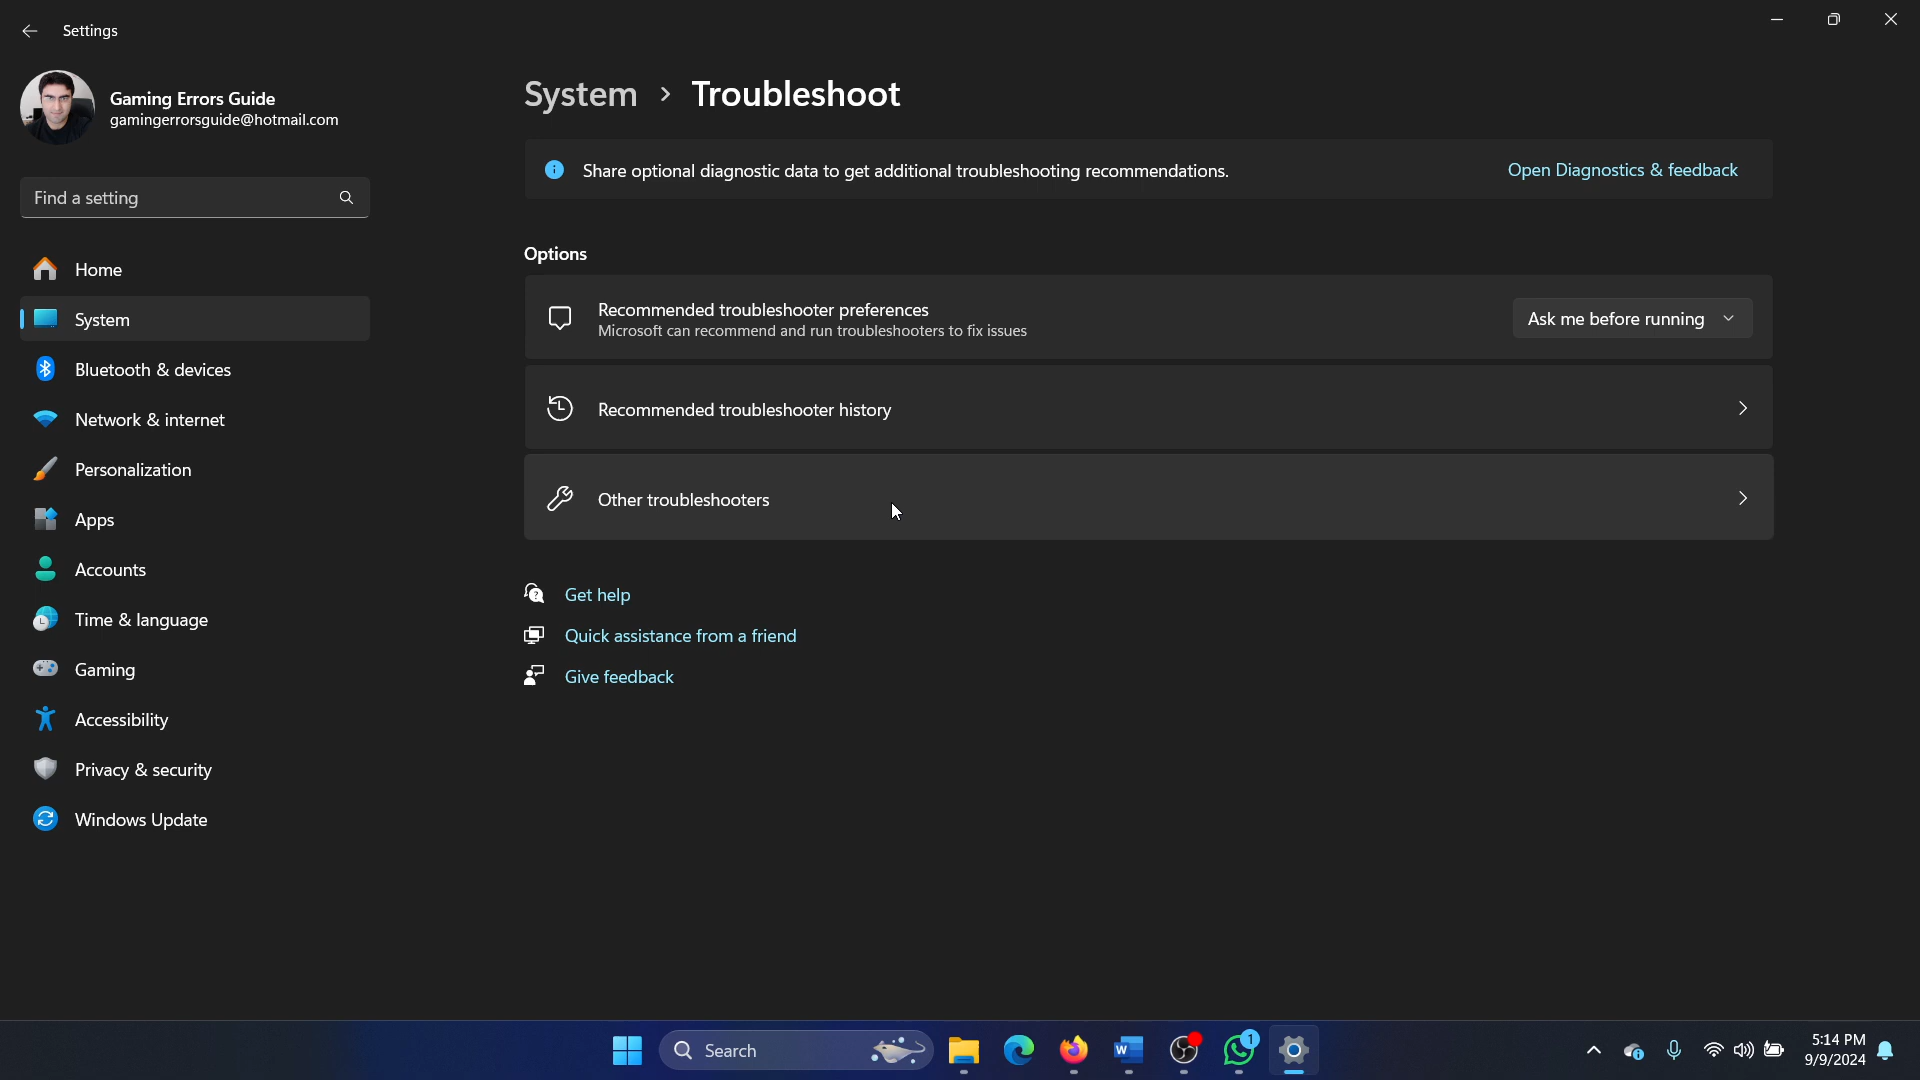 Settings
Gaming Errors Guide
gamingerrorsguide@hotmail.com
Find a setting
Home
System
Bluetooth & devices
Network & internet
Personalization
Apps
Accounts
Time & language
Gaming
Accessibility
Privacy & security
Windows Update
System > Troubleshoot
Share optional diagnostic data to get additional troubleshooting recommendations.
Open Diagnostics & feedback
Options
Recommended troubleshooter preferences
Microsoft can recommend and run troubleshooters to fix issues
Ask me before running
Recommended troubleshooter history
Other troubleshooters
Get help
Quick assistance from a friend
Give feedback
Search
W
1
5:14 PM
9/9/2024